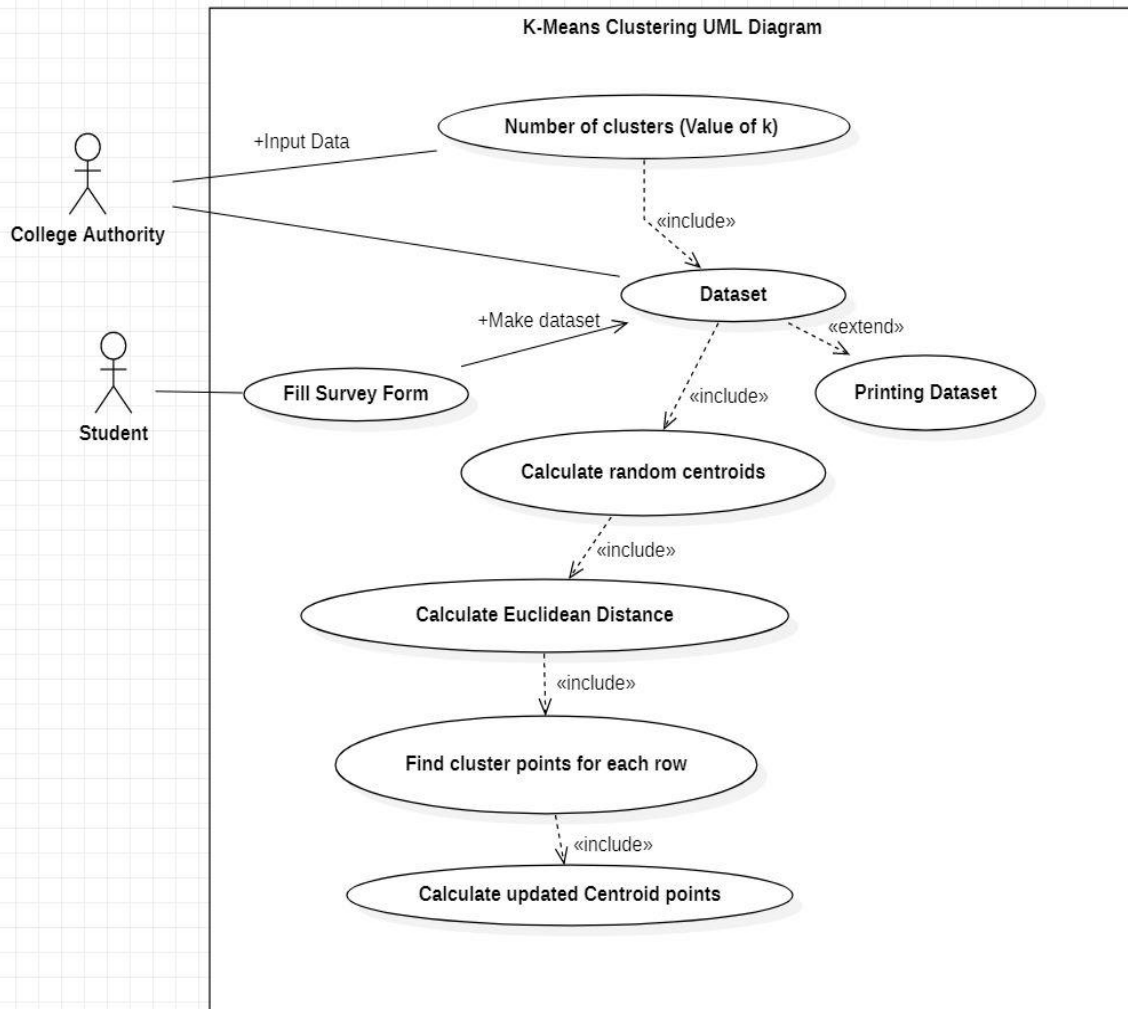 K-Means Clustering UML Diagram
Number of clusters (Value of k)
+Input Data
College Authority
«include»
Dataset
+Make dataset
«extend»
Fill Survey Form
Printing Dataset
«include»
Student
Calculate random centroids
«include»
Calculate Euclidean Distance
«include»
Find cluster points for each row
«include»
Calculate updated Centroid points